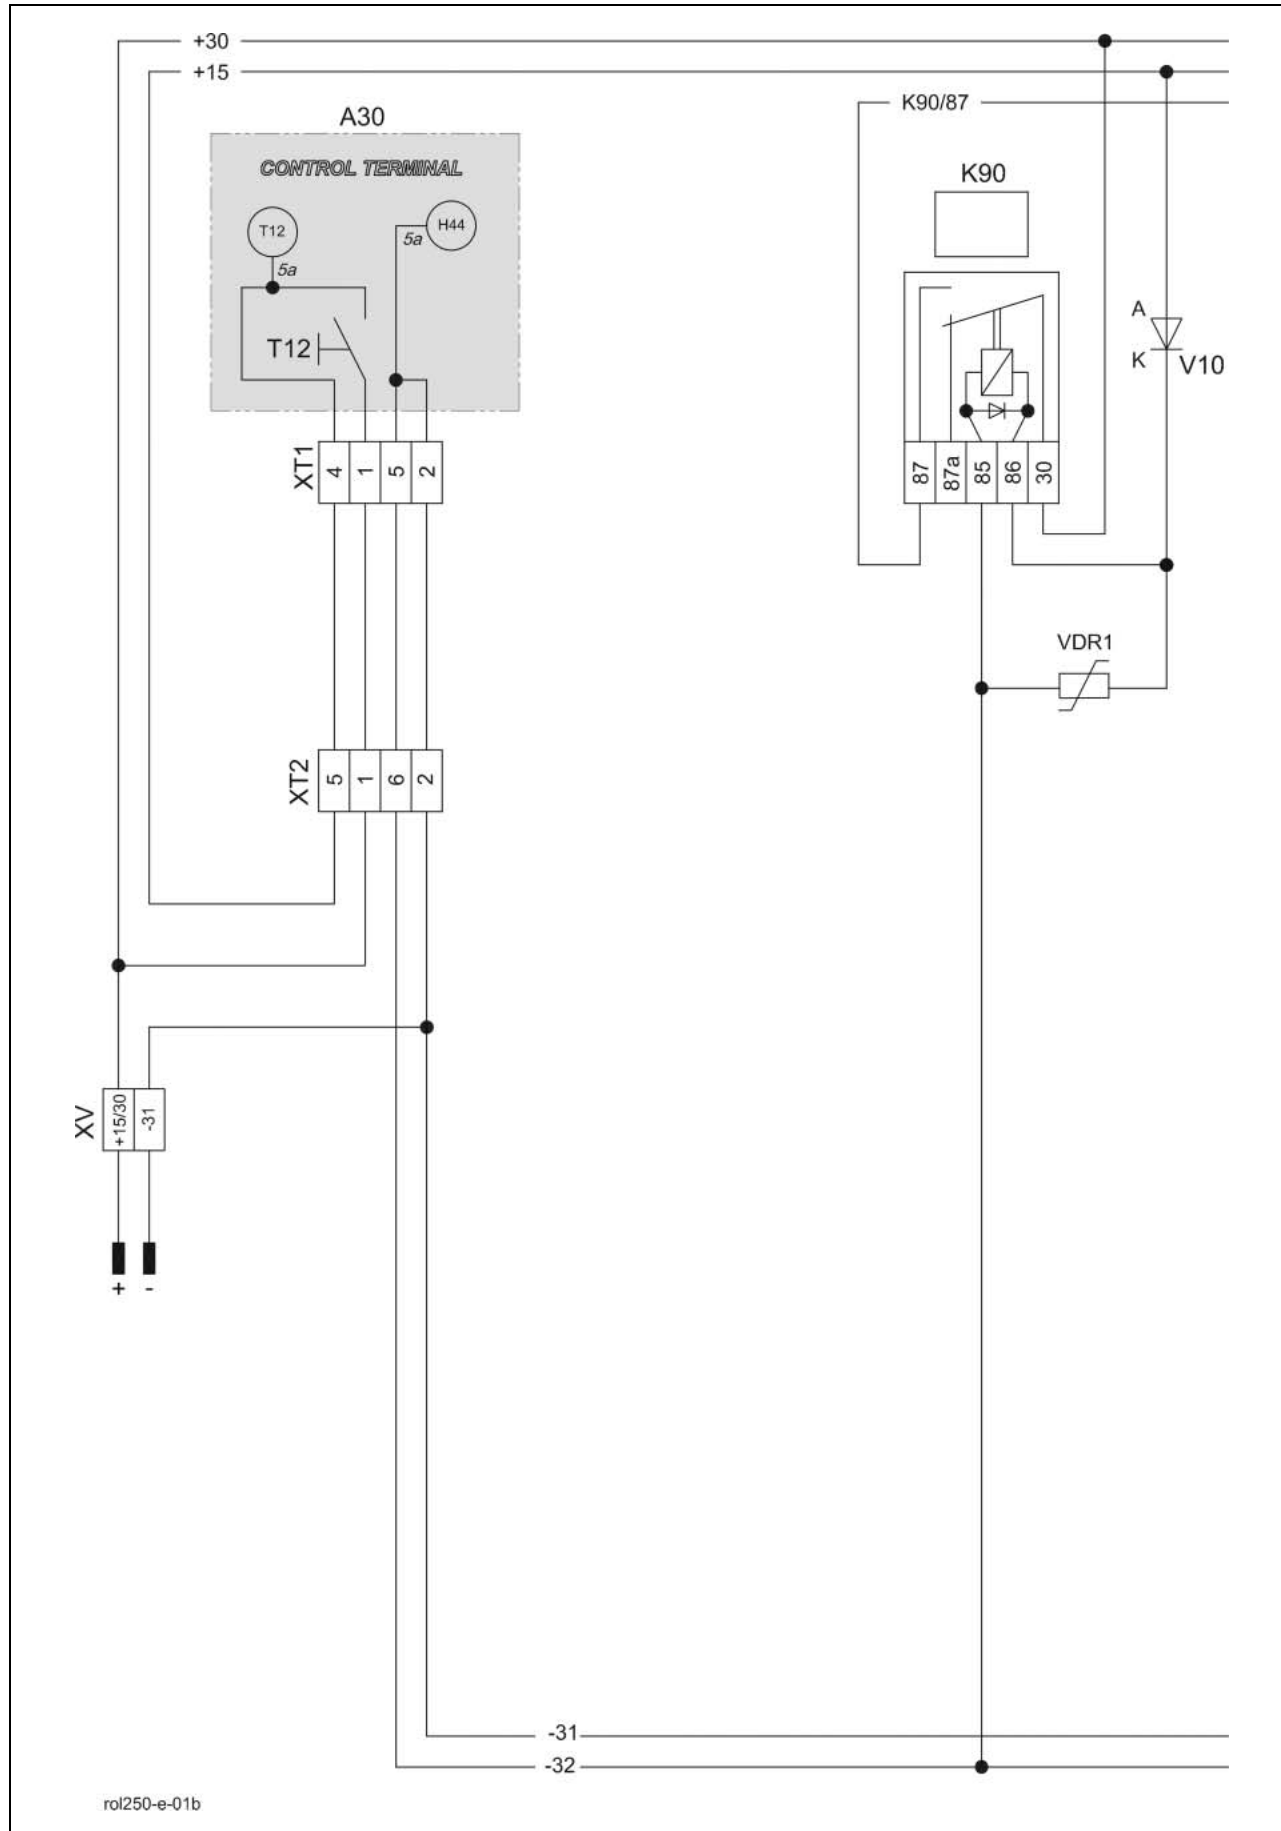 +30
+15
K90/87
A30
CONTROL TERMINAL
K90
T12
H44
5a
5a
T12
A
K
V10
XT1
4
1
5
2
87
87a
85
86
30
VDR1
XT2
5
1
6
2
XV
+15/30
-31
+
-
-31
-32
rol250-e-01b